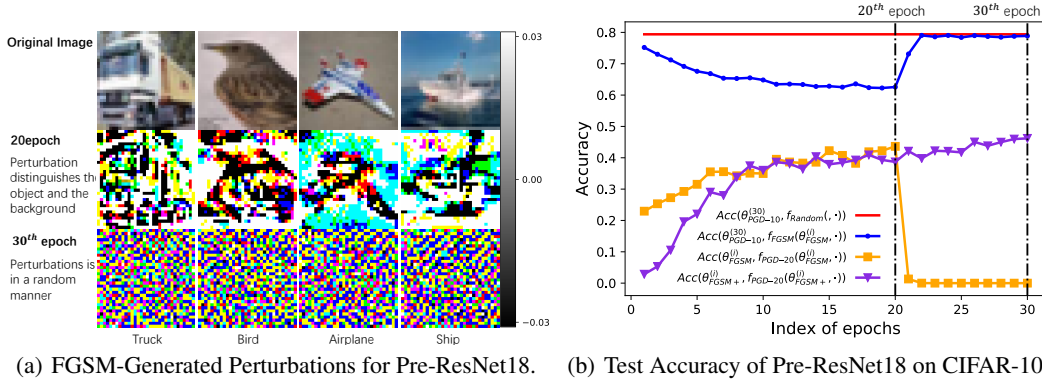 Original Image
20epoch
Perturbation
distinguishes the
object and the
background
30th epoch
Perturbations is
in a random
manner
Truck Bird Airplane Ship
0.03
0.00
−0.03
(a) FGSM-Generated Perturbations for Pre-ResNet18.
20th epoch 30th epoch
Accuracy
0.8
0.7
0.6
0.5
0.4
0.3
0.2
0.1
0.0
Acc(θ(30)PGD−10, fRandom(, ·))
Acc(θ(30)PGD−10, fFGSM(θ(i)FGSM, ·))
Acc(θ(i)FGSM, fPGD−20(θ(i)FGSM, ·))
Acc(θ(i)FGSM+, fPGD−20(θ(i)FGSM+, ·))
0 5 10 15 20 25 30
Index of epochs
(b) Test Accuracy of Pre-ResNet18 on CIFAR-10